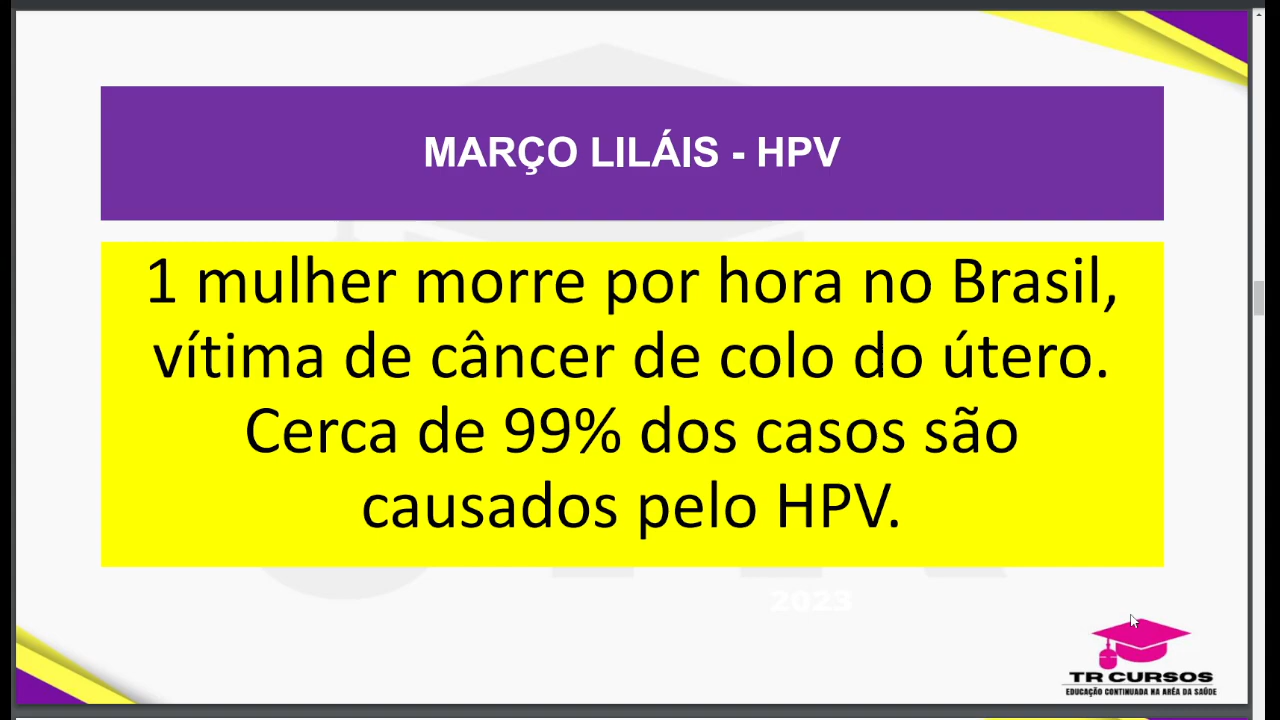 MARÇO LILÁIS - HPV
1 mulher morre por hora no Brasil,
vítima de câncer de colo do útero.
Cerca de 99% dos casos são
causados pelo HPV.
2023
TR CURSOS
EDUCAÇÃO CONTINUADA NA ARÉA DA SAÚDE